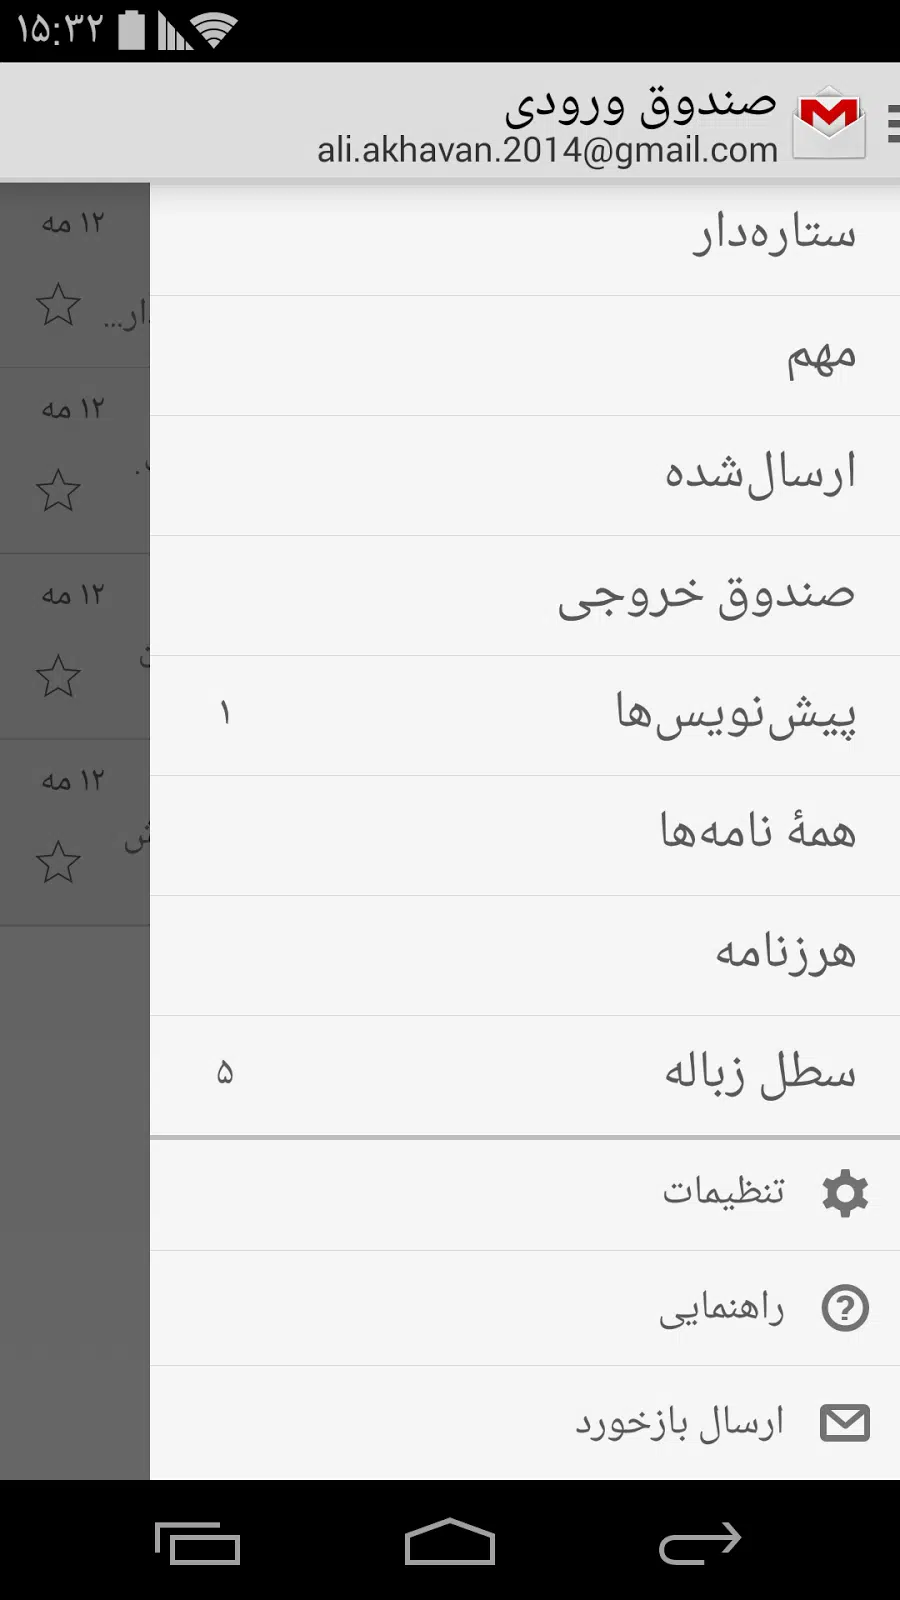 ۱۵:۳۲
صندوق ورودی
ali.akhavan.2014@gmail.com
ستاره‌دار
مهم
ارسال‌شده
صندوق خروجی
پیش‌نویس‌ها ۱
همهٔ نامه‌ها
هرزنامه
سطل زباله ۵
تنظیمات
راهنمایی
ارسال بازخورد
۱۲ مه
۱۲ مه
۱۲ مه
۱۲ مه